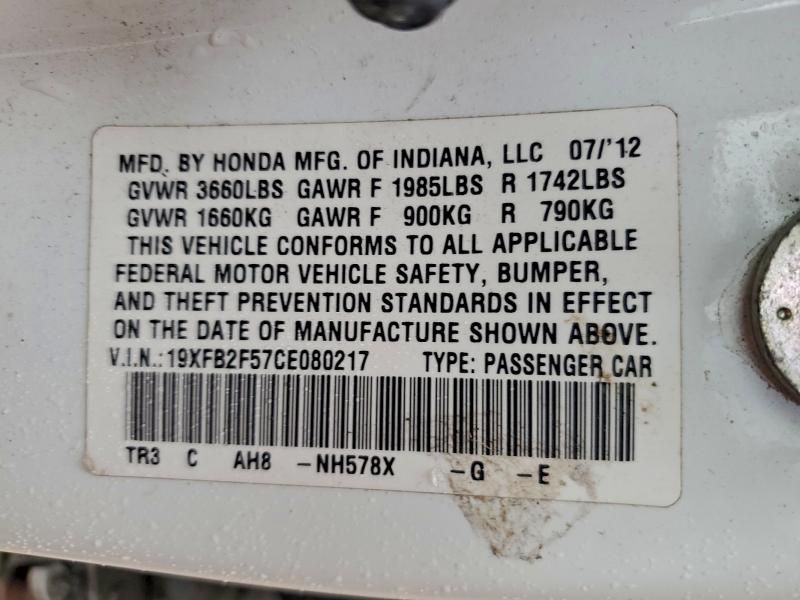 MFD. BY HONDA MFG. OF INDIANA, LLC 07/'12
GVWR 3660LBS GAWR F 1985LBS R 1742LBS
GVWR 1660KG GAWR F 900KG R 790KG
THIS VEHICLE CONFORMS TO ALL APPLICABLE
FEDERAL MOTOR VEHICLE SAFETY, BUMPER,
AND THEFT PREVENTION STANDARDS IN EFFECT
ON THE DATE OF MANUFACTURE SHOWN ABOVE.
V.I.N.: 19XFB2F57CE080217 TYPE: PASSENGER CAR
TR3 C AH8 -NH578X -G -E